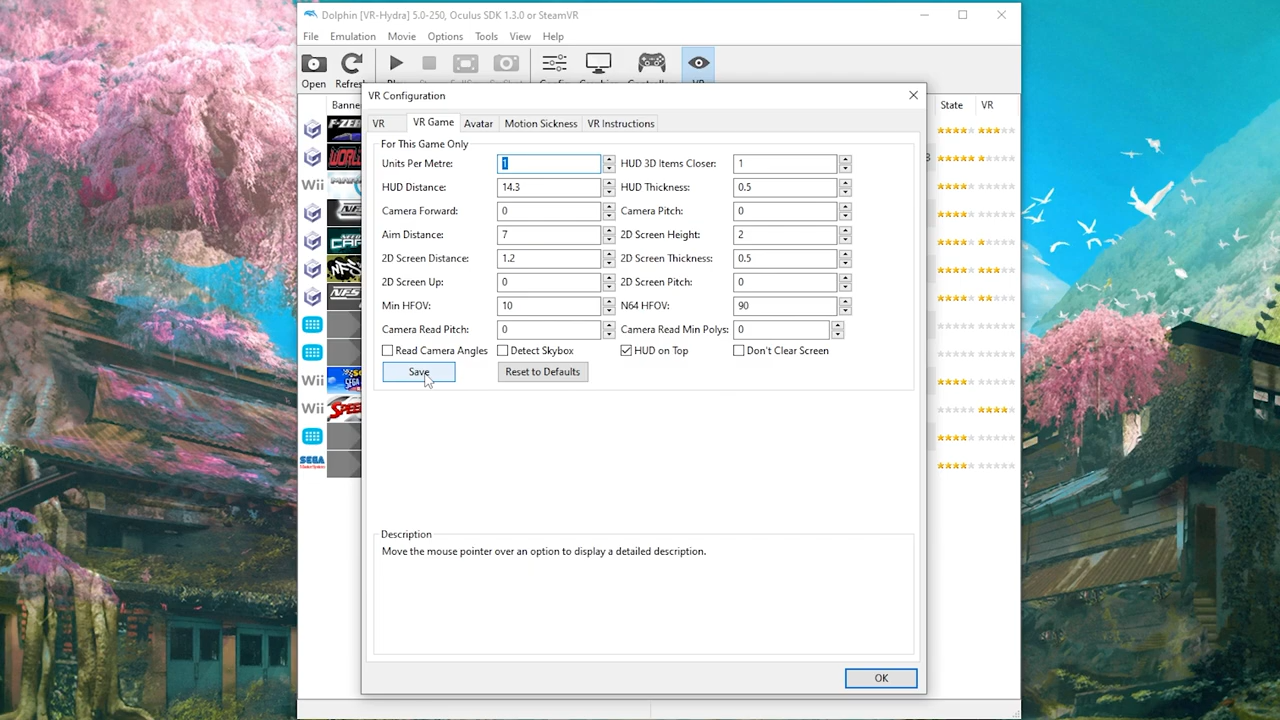 Dolphin [VR-Hydra] 5.0-250, Oculus SDK 1.3.0 or SteamVR
File Emulation Movie Options Tools View Help
Open Refres
Banne State VR
VR Configuration
VR VR Game Avatar Motion Sickness VR Instructions
For This Game Only
Units Per Metre: 1 HUD 3D Items Closer: 1
HUD Distance: 14.3 HUD Thickness: 0.5
Camera Forward: 0 Camera Pitch: 0
Aim Distance: 7 2D Screen Height: 2
2D Screen Distance: 1.2 2D Screen Thickness: 0.5
2D Screen Up: 0 2D Screen Pitch: 0
Min HFOV: 10 N64 HFOV: 90
Camera Read Pitch: 0 Camera Read Min Polys: 0
Read Camera Angles Detect Skybox HUD on Top Don't Clear Screen
Save Reset to Defaults
Wii
Wii
Wii
SEGA
Description
Move the mouse pointer over an option to display a detailed description.
OK